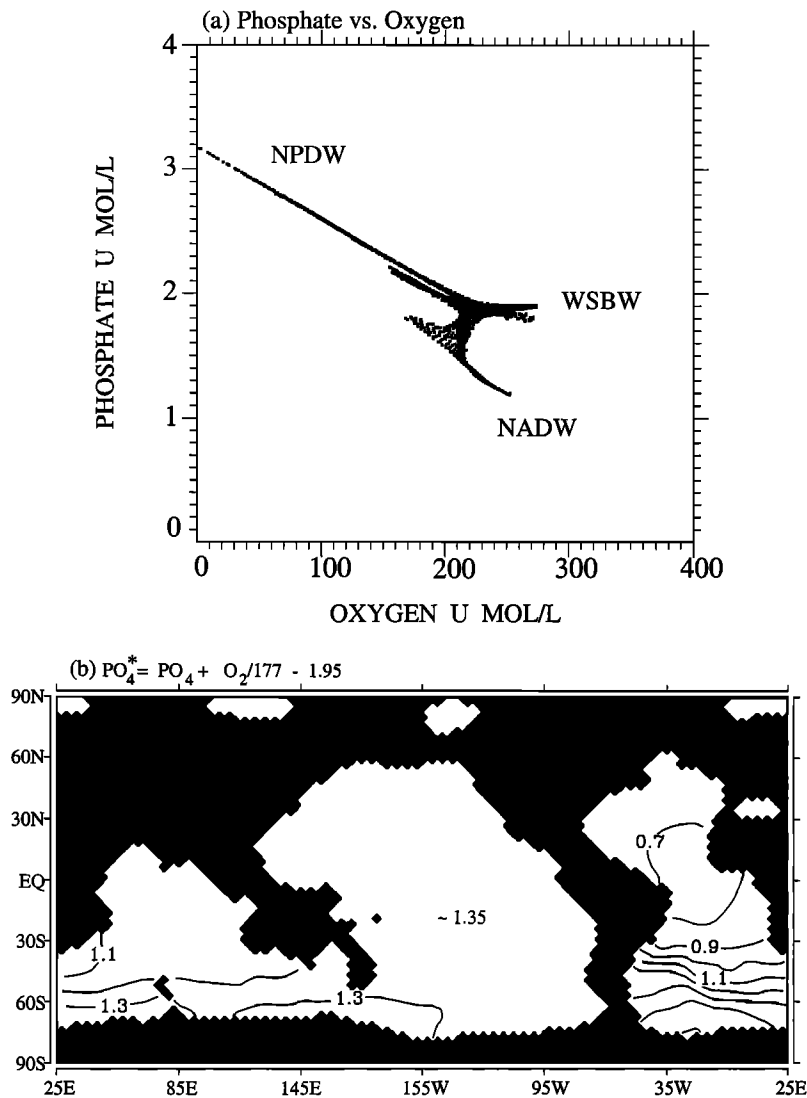 (a) Phosphate vs. Oxygen
4
3
2
1
0
PHOSPHATE U MOL/L
NPDW
WSBW
NADW
0 100 200 300 400
OXYGEN U MOL/L
(b) PO₄* = PO₄ + O₂/177 - 1.95
90N
60N
30N
EQ
30S
60S
90S
0.7
~ 1.35
0.9
1.1
1.1
1.3
1.3
25E 85E 145E 155W 95W 35W 25E